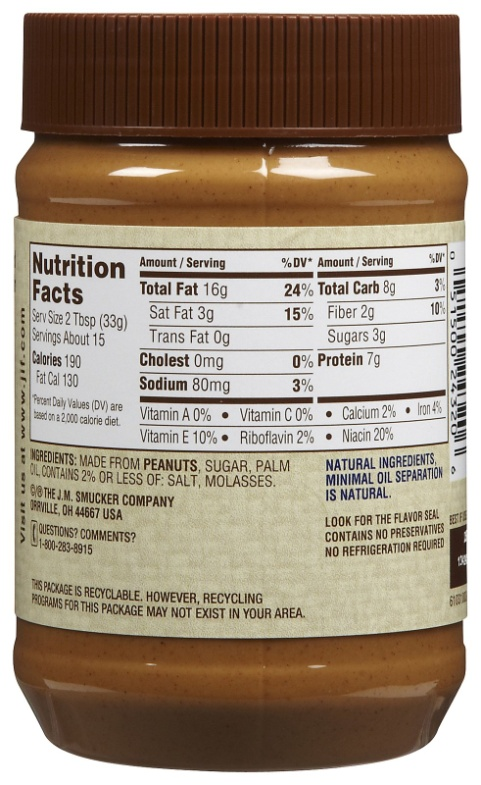 Nutrition
Facts
Serv Size 2 Tbsp (33g)
Servings About 15
Calories 190
Fat Cal 130
*Percent Daily Values (DV) are
based on a 2,000 calorie diet.
Amount / Serving %DV* Amount / Serving %DV*
Total Fat 16g 24% Total Carb 8g 3%
Sat Fat 3g 15% Fiber 2g 10%
Trans Fat 0g Sugars 3g
Cholest 0mg 0% Protein 7g
Sodium 80mg 3%
Vitamin A 0% • Vitamin C 0% • Calcium 2% • Iron 4%
Vitamin E 10% • Riboflavin 2% • Niacin 20%
INGREDIENTS: MADE FROM PEANUTS, SUGAR, PALM
OIL, CONTAINS 2% OR LESS OF: SALT, MOLASSES.
©/® THE J.M. SMUCKER COMPANY
ORRVILLE, OH 44667 USA
QUESTIONS? COMMENTS?
1-800-283-8915
THIS PACKAGE IS RECYCLABLE. HOWEVER, RECYCLING
PROGRAMS FOR THIS PACKAGE MAY NOT EXIST IN YOUR AREA.
NATURAL INGREDIENTS,
MINIMAL OIL SEPARATION
IS NATURAL.
LOOK FOR THE FLAVOR SEAL
CONTAINS NO PRESERVATIVES
NO REFRIGERATION REQUIRED
Visit us at www.jif.com
0 51500 24320 6